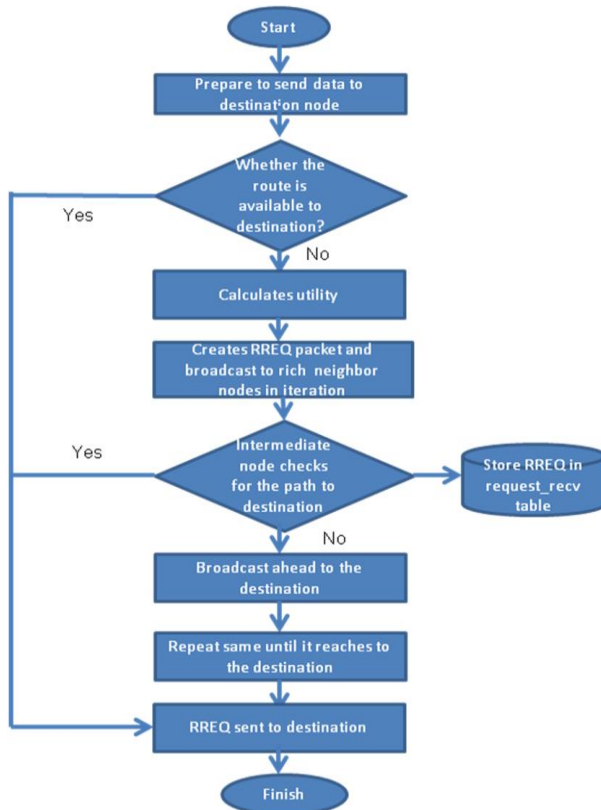 Start
Prepare to send data to
destination node
Whether the
route is
available to
destination?
Yes
No
Calculates utility
Creates RREQ packet and
broadcast to rich neighbor
nodes in iteration
Yes
Intermediate
node checks
for the path to
destination
Store RREQ in
request_recv
table
No
Broadcast ahead to the
destination
Repeat same until it reaches to
the destination
RREQ sent to destination
Finish